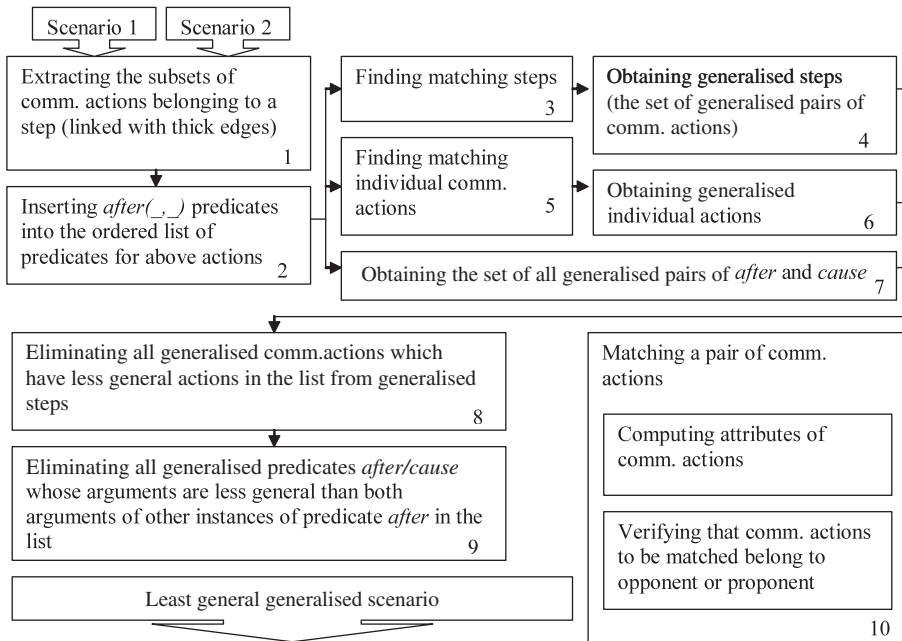 Scenario 1
Scenario 2
Extracting the subsets of
comm. actions belonging to a
step (linked with thick edges)
1
Inserting after(_,_) predicates
into the ordered list of
predicates for above actions
2
Finding matching steps
3
Obtaining generalised steps
(the set of generalised pairs of
comm. actions)
4
Finding matching
individual comm.
actions
5
Obtaining generalised
individual actions
6
Obtaining the set of all generalised pairs of after and cause
7
Eliminating all generalised comm.actions which
have less general actions in the list from generalised
steps
8
Eliminating all generalised predicates after/cause
whose arguments are less general than both
arguments of other instances of predicate after in the
list
9
Least general generalised scenario
Matching a pair of comm.
actions
Computing attributes of
comm. actions
Verifying that comm. actions
to be matched belong to
opponent or proponent
10